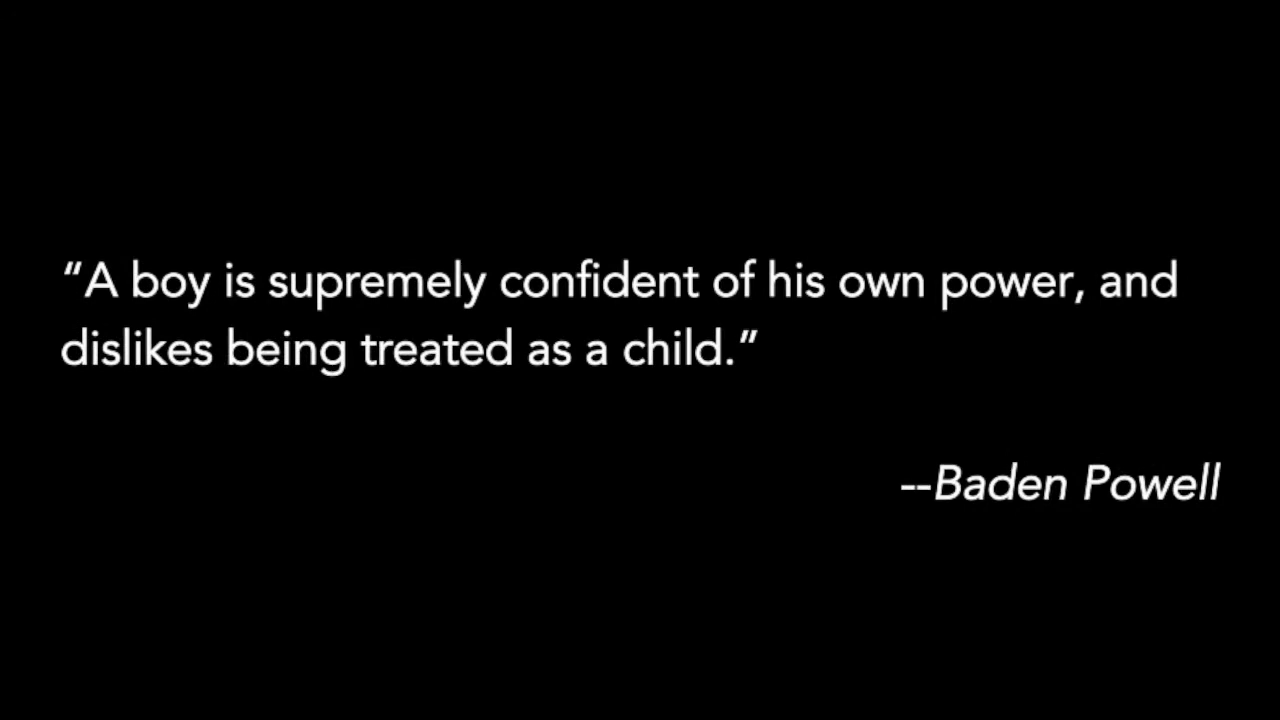 “A boy is supremely confident of his own power, and
dislikes being treated as a child.”
--Baden Powell